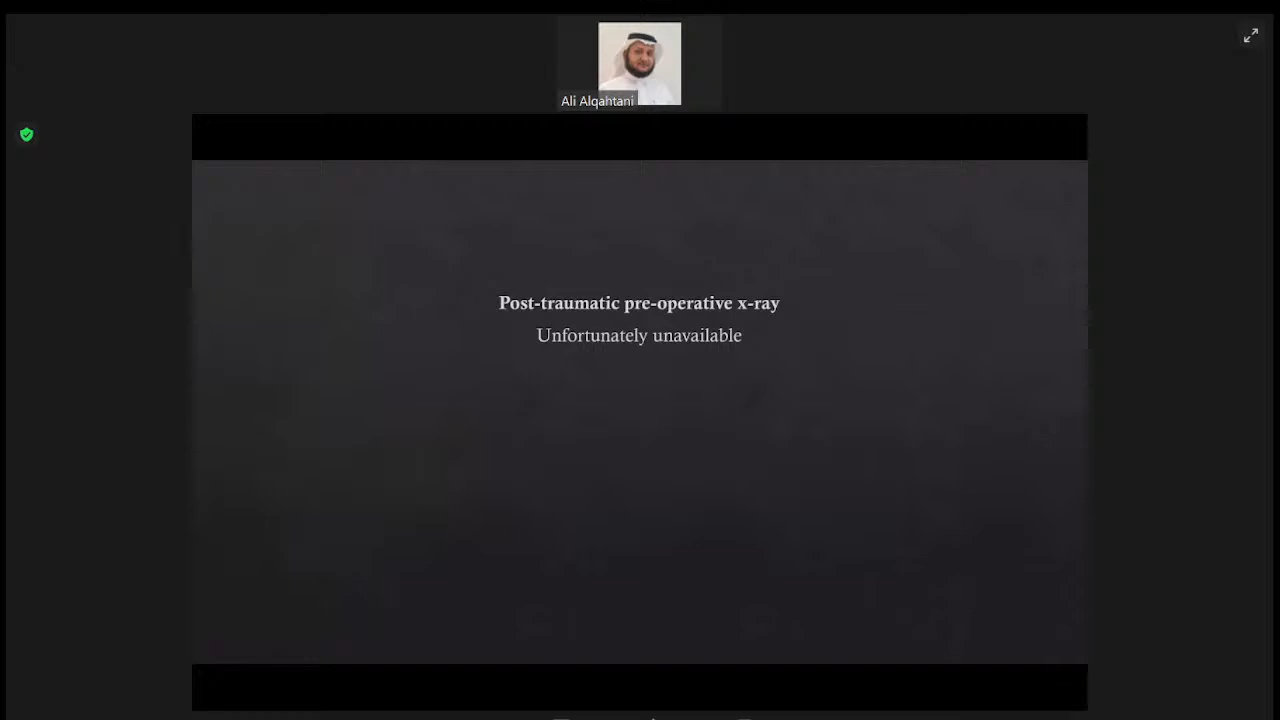 Ali Alqahtani
Post-traumatic pre-operative x-ray
Unfortunately unavailable